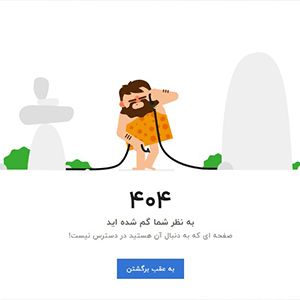 ۴۰۴
به نظر شما گم شده اید
صفحه ای که به دنبال آن هستید در دسترس نیست!
به عقب برگشتن